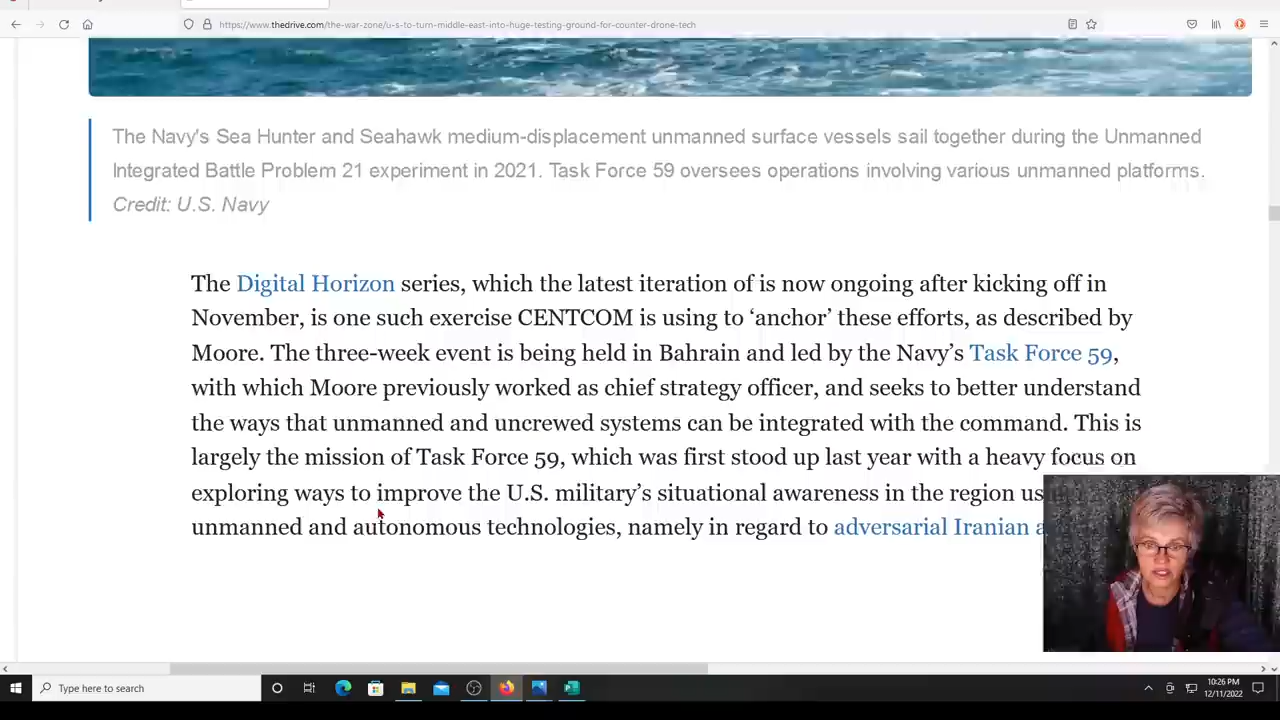 https://www.thedrive.com/the-war-zone/u-s-to-turn-middle-east-into-huge-testing-ground-for-counter-drone-tech
The Navy's Sea Hunter and Seahawk medium-displacement unmanned surface vessels sail together during the Unmanned
Integrated Battle Problem 21 experiment in 2021. Task Force 59 oversees operations involving various unmanned platforms.
Credit: U.S. Navy
The Digital Horizon series, which the latest iteration of is now ongoing after kicking off in
November, is one such exercise CENTCOM is using to ‘anchor’ these efforts, as described by
Moore. The three-week event is being held in Bahrain and led by the Navy’s Task Force 59,
with which Moore previously worked as chief strategy officer, and seeks to better understand
the ways that unmanned and uncrewed systems can be integrated with the command. This is
largely the mission of Task Force 59, which was first stood up last year with a heavy focus on
exploring ways to improve the U.S. military’s situational awareness in the region
unmanned and autonomous technologies, namely in regard to adversarial Iranian
Type here to search
10:26 PM
12/11/2022